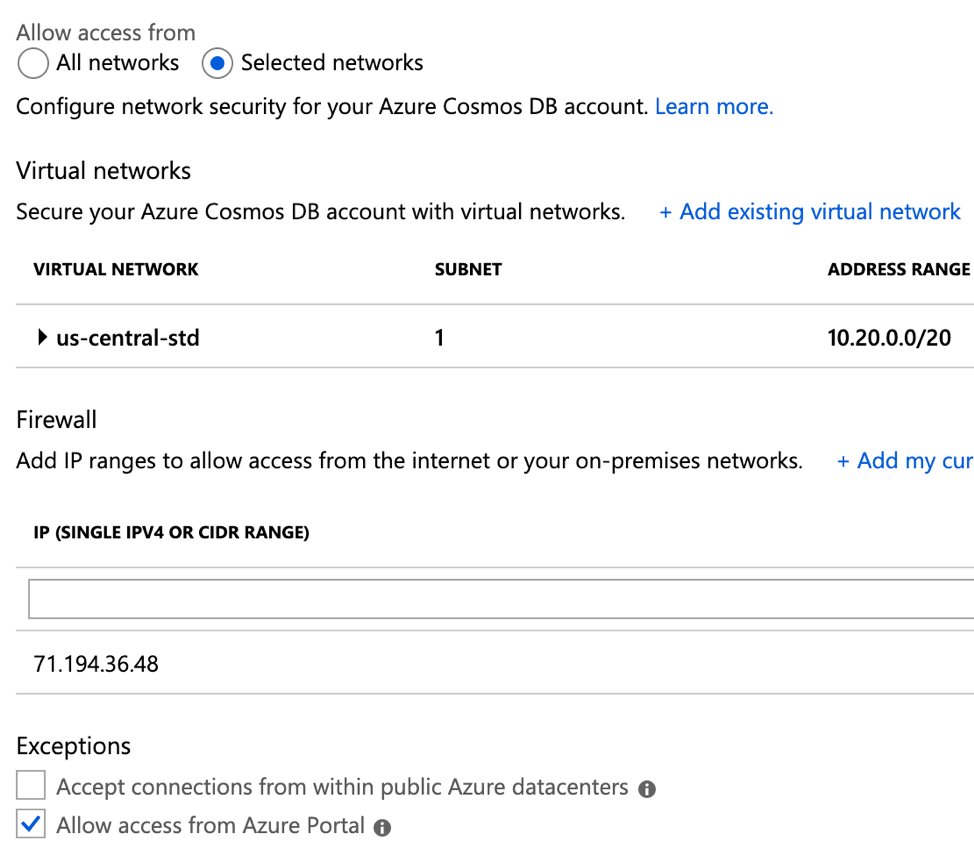 Allow access from
All networks Selected networks
Configure network security for your Azure Cosmos DB account. Learn more.
Virtual networks
Secure your Azure Cosmos DB account with virtual networks. + Add existing virtual network
VIRTUAL NETWORK SUBNET ADDRESS RANGE
us-central-std 1 10.20.0.0/20
Firewall
Add IP ranges to allow access from the internet or your on-premises networks. + Add my cur
IP (SINGLE IPV4 OR CIDR RANGE)
71.194.36.48
Exceptions
Accept connections from within public Azure datacenters
Allow access from Azure Portal